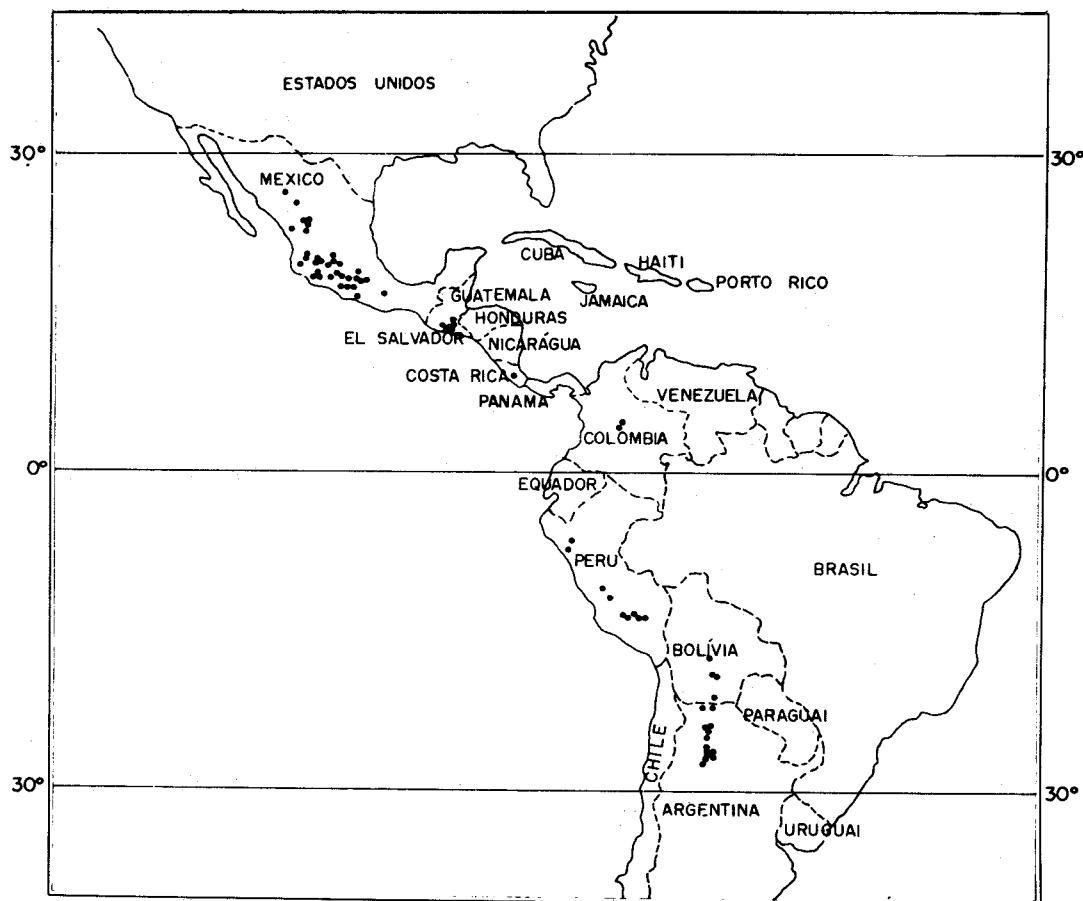 ESTADOS UNIDOS
30°
30°
MEXICO
CUBA
HAITI
PORTO RICO
JAMAICA
GUATEMALA
HONDURAS
EL SALVADOR
NICARÁGUA
COSTA RICA
PANAMA
VENEZUELA
COLOMBIA
0°
0°
EQUADOR
PERU
BRASIL
BOLÍVIA
PARAGUAI
CHILE
30°
30°
ARGENTINA
URUGUAI